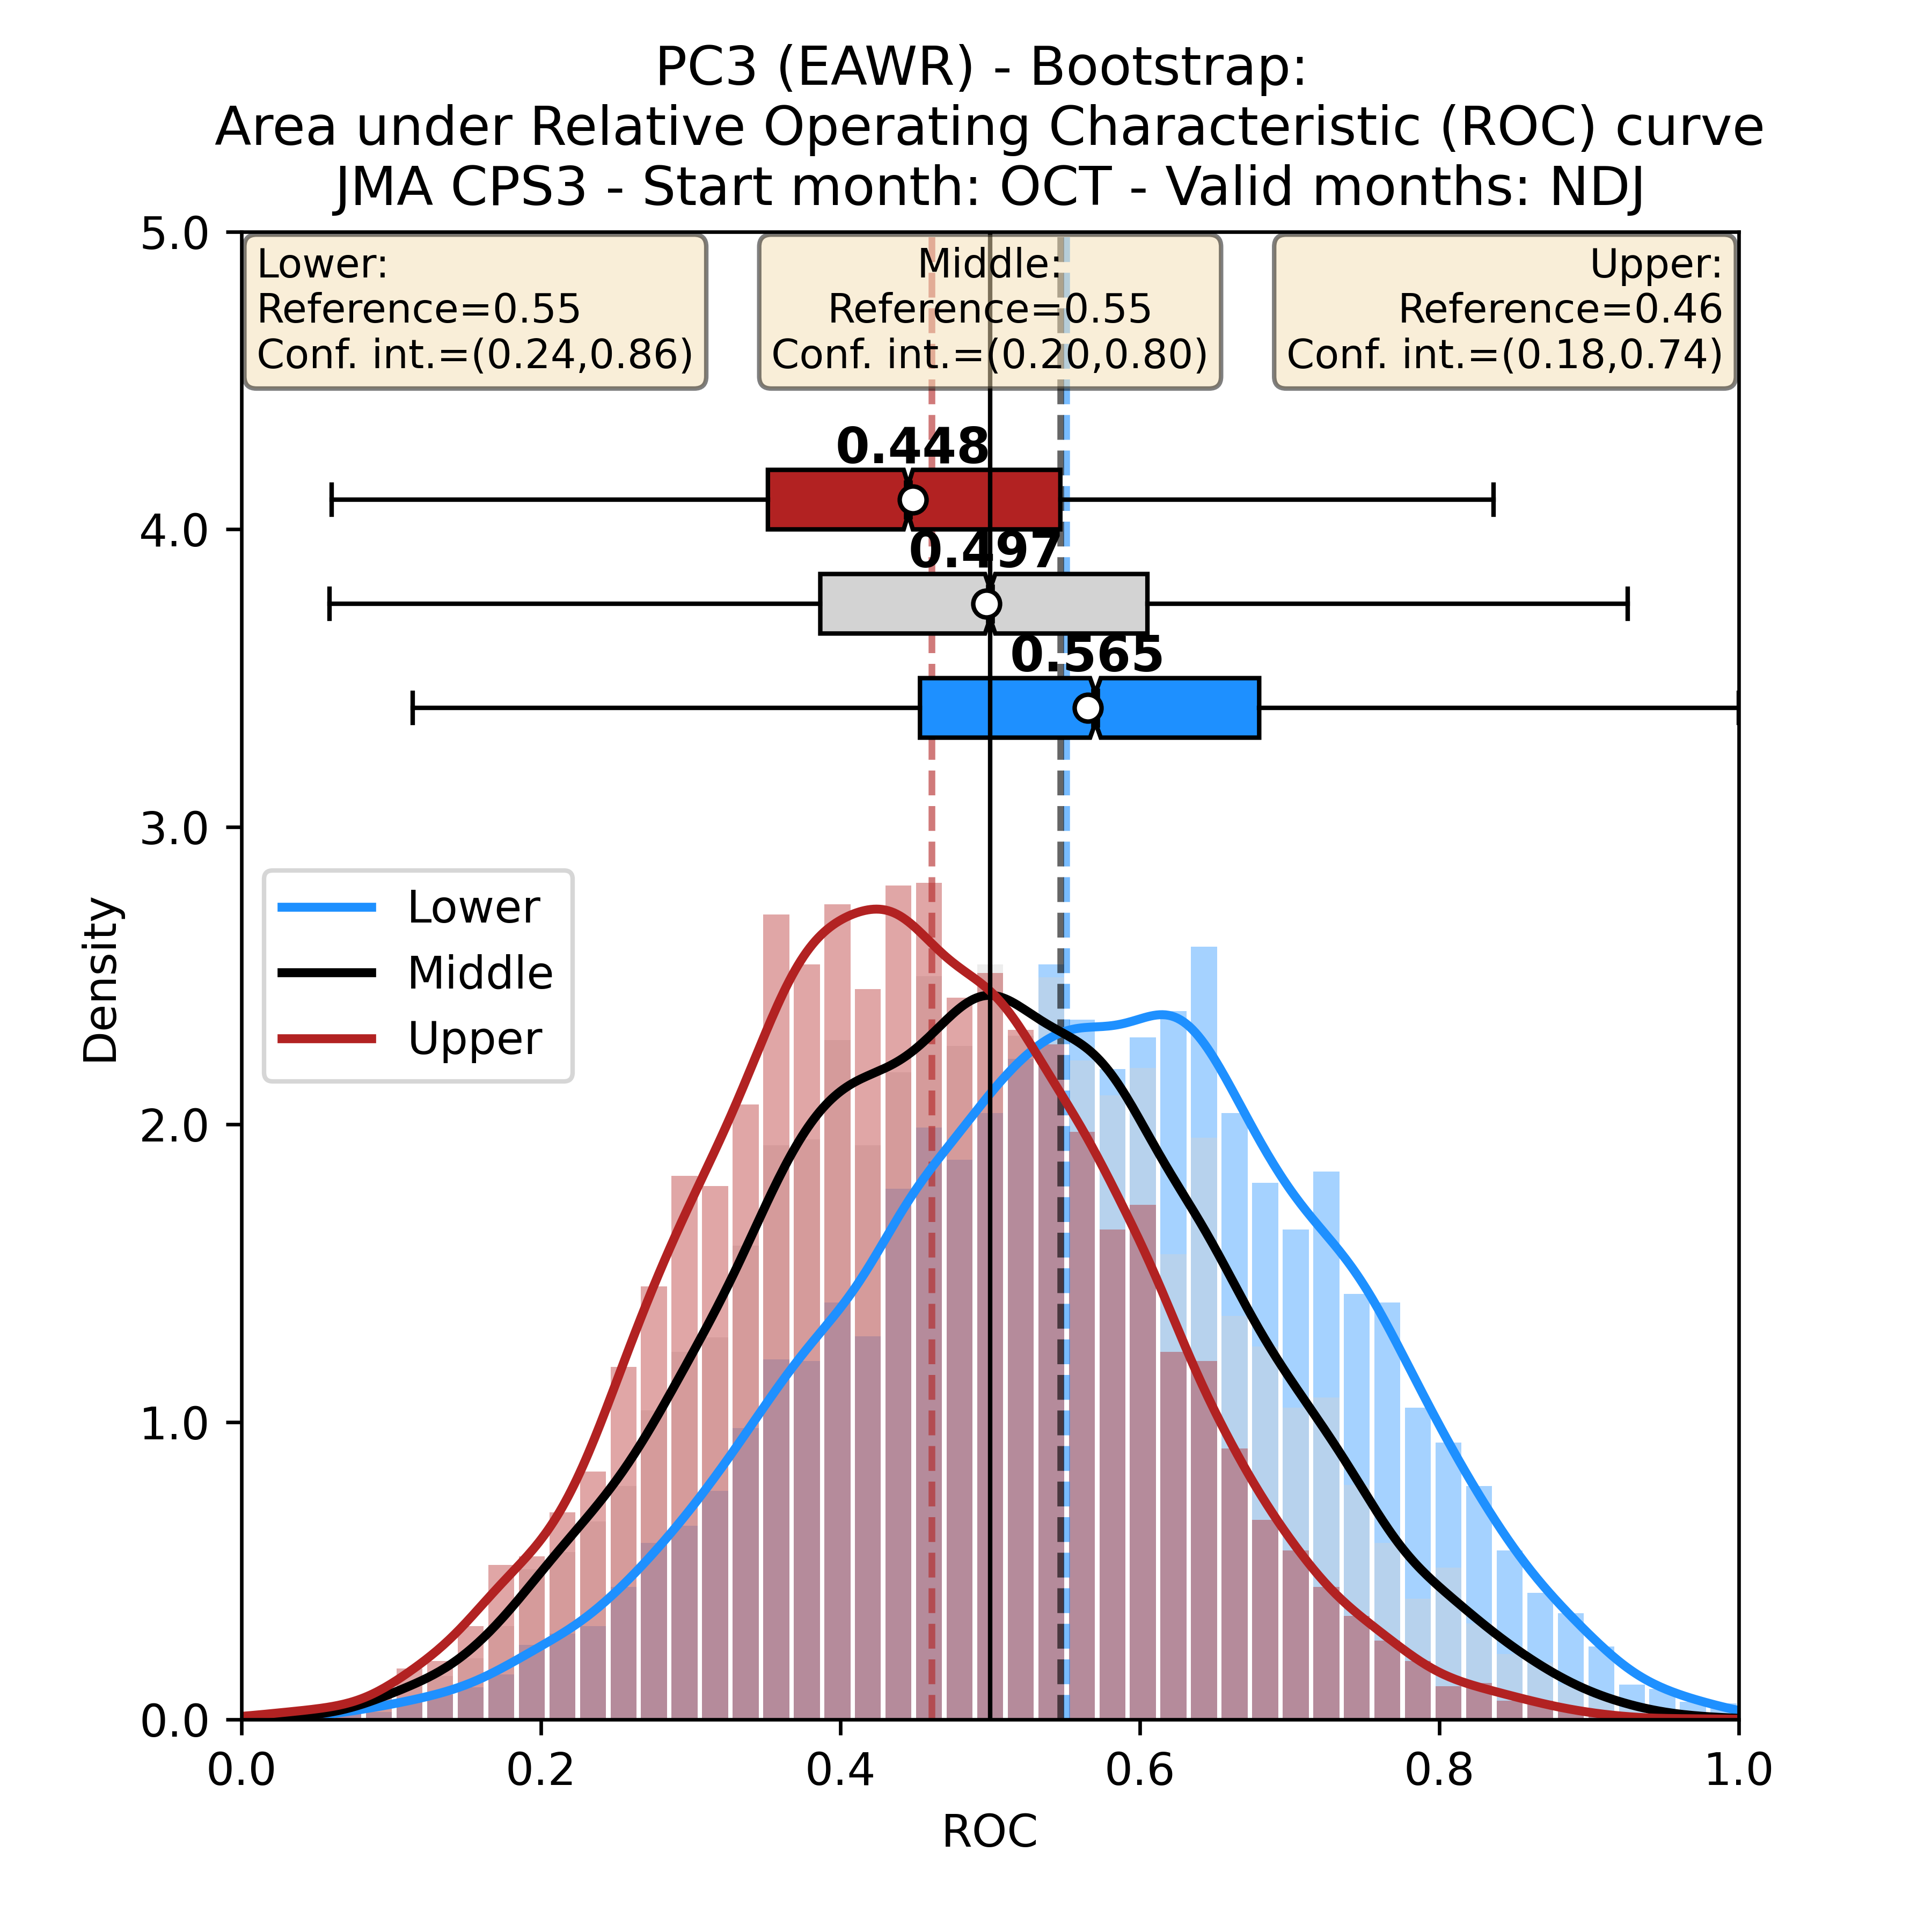 PC3 (EAWR) - Bootstrap:
Area under Relative Operating Characteristic (ROC) curve
JMA CPS3 - Start month: OCT - Valid months: NDJ
Lower:
Reference=0.55
Conf. int.=(0.24,0.86)
Middle:
Reference=0.55
Conf. int.=(0.20,0.80)
Upper:
Reference=0.46
Conf. int.=(0.18,0.74)
0.448
0.497
0.565
Lower
Middle
Upper
Density
5.0
4.0
3.0
2.0
1.0
0.0
0.0 0.2 0.4 0.6 0.8 1.0
ROC